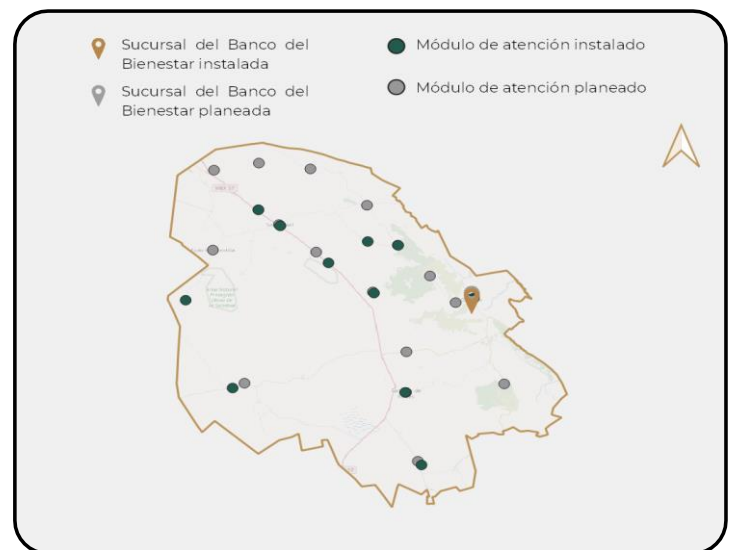 Sucursal del Banco del
Bienestar instalada
Sucursal del Banco del
Bienestar planeada
Módulo de atención instalado
Módulo de atención planeado